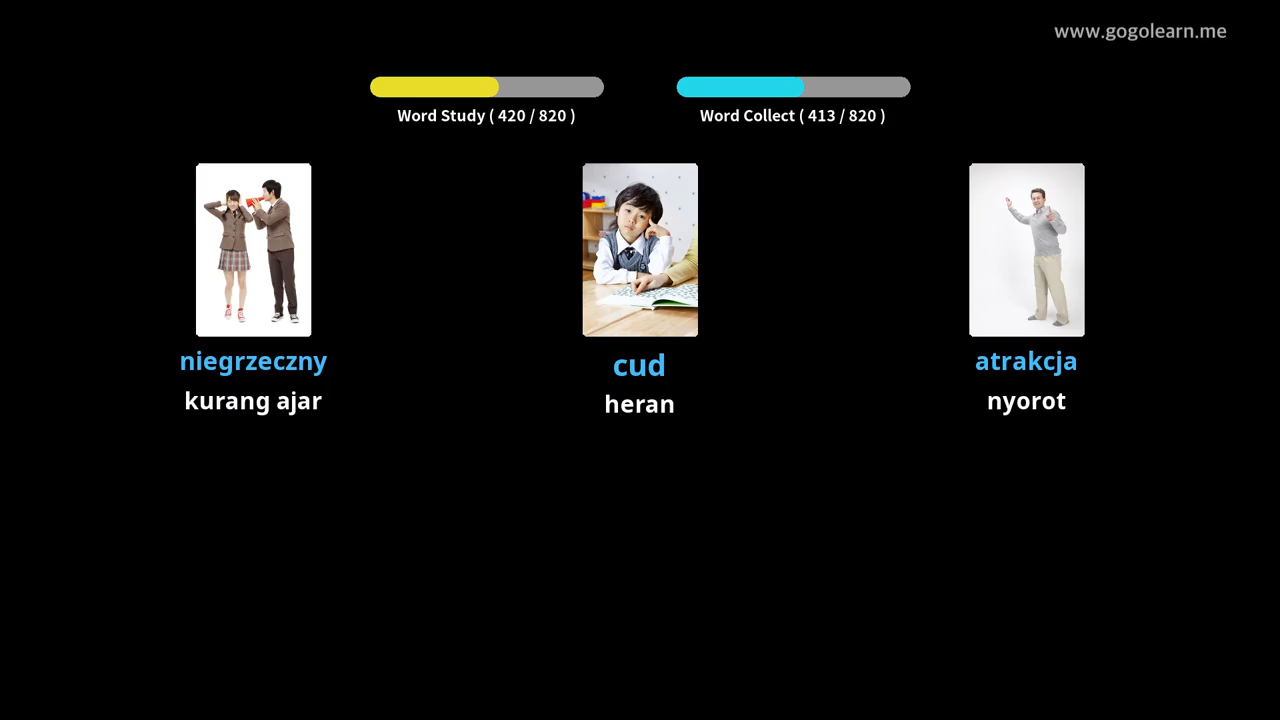 www.gogolearn.me
Word Study ( 420 / 820 )
Word Collect ( 413 / 820 )
niegrzeczny
kurang ajar
cud
heran
atrakcja
nyorot